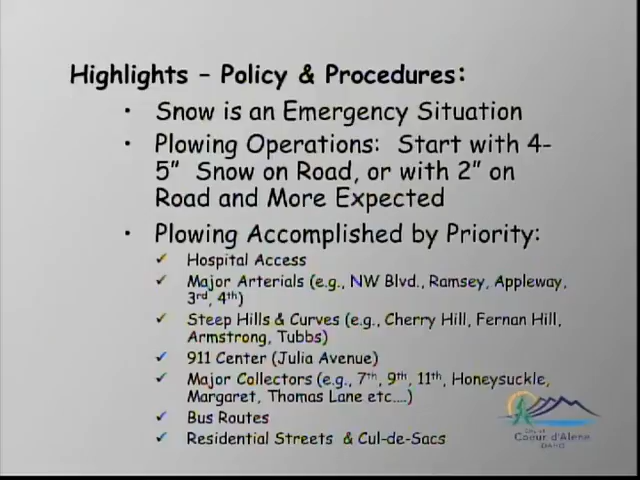 Highlights – Policy & Procedures:
• Snow is an Emergency Situation
• Plowing Operations: Start with 4-
5” Snow on Road, or with 2” on
Road and More Expected
• Plowing Accomplished by Priority:
✓ Hospital Access
✓ Major Arterials (e.g., NW Blvd., Ramsey, Appleway,
3rd, 4th)
✓ Steep Hills & Curves (e.g., Cherry Hill, Fernan Hill,
Armstrong, Tubbs)
✓ 911 Center (Julia Avenue)
✓ Major Collectors (e.g., 7th, 9th, 11th, Honeysuckle,
Margaret, Thomas Lane etc....)
✓ Bus Routes
✓ Residential Streets & Cul-de-Sacs
City of
Coeur d'Alene
IDAHO